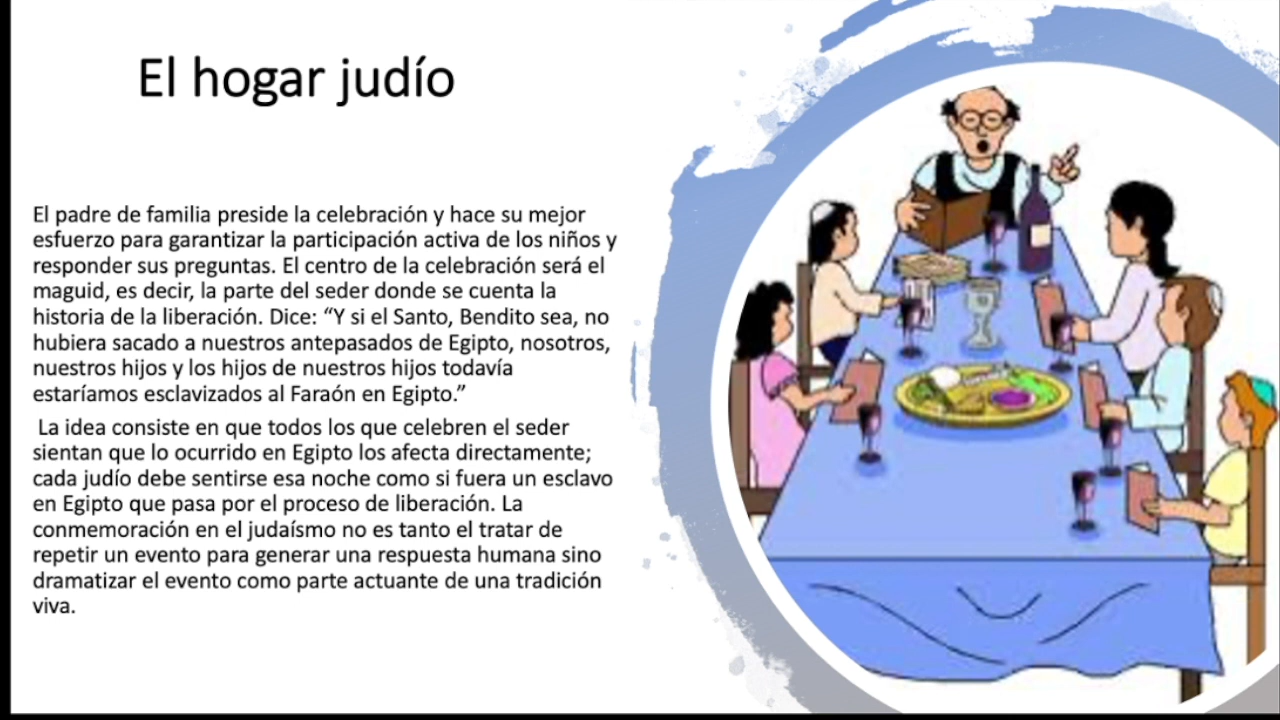 El hogar judío
El padre de familia preside la celebración y hace su mejor
esfuerzo para garantizar la participación activa de los niños y
responder sus preguntas. El centro de la celebración será el
maguid, es decir, la parte del seder donde se cuenta la
historia de la liberación. Dice: “Y si el Santo, Bendito sea, no
hubiera sacado a nuestros antepasados de Egipto, nosotros,
nuestros hijos y los hijos de nuestros hijos todavía
estaríamos esclavizados al Faraón en Egipto.”
La idea consiste en que todos los que celebren el seder
sientan que lo ocurrido en Egipto los afecta directamente;
cada judío debe sentirse esa noche como si fuera un esclavo
en Egipto que pasa por el proceso de liberación. La
conmemoración en el judaísmo no es tanto el tratar de
repetir un evento para generar una respuesta humana sino
dramatizar el evento como parte actuante de una tradición
viva.